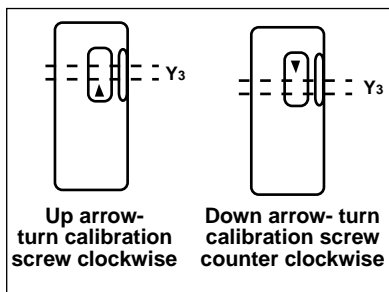 Y3
Y3
Up arrow-
turn calibration
screw clockwise
Down arrow- turn
calibration screw
counter clockwise